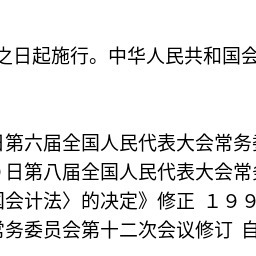 之日起施行。中华人民共和国会
日第六届全国人民代表大会常务委
日第八届全国人民代表大会常务
国会计法〉的决定》修正 １９９
常务委员会第十二次会议修订 自